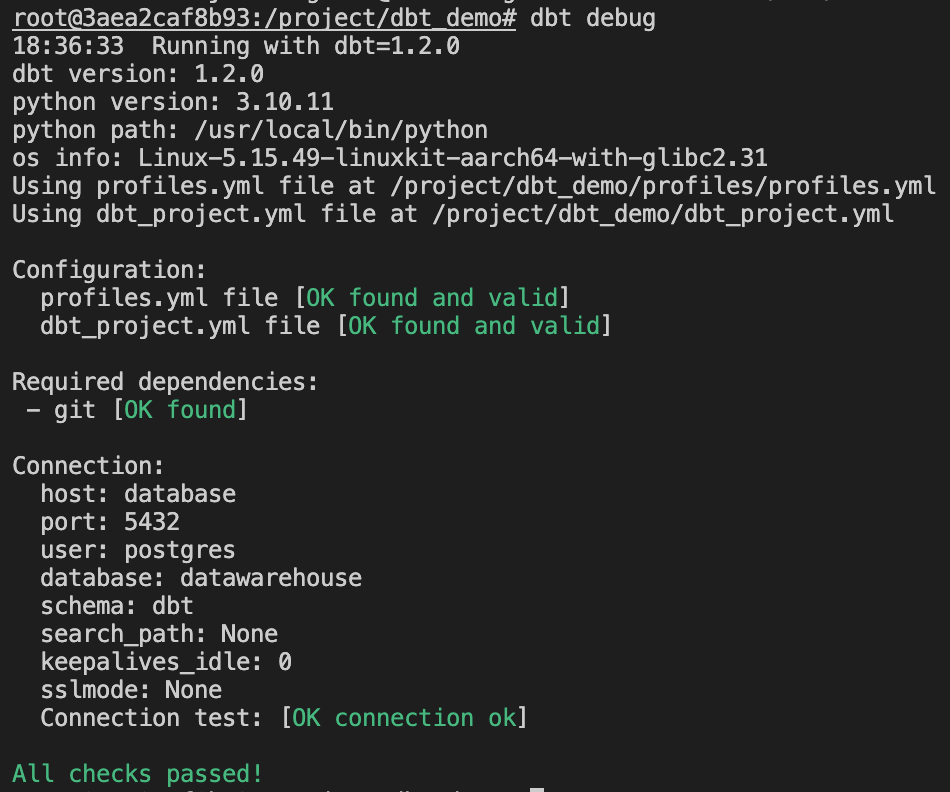 root@3aea2caf8b93:/project/dbt_demo# dbt debug
18:36:33  Running with dbt=1.2.0
dbt version: 1.2.0
python version: 3.10.11
python path: /usr/local/bin/python
os info: Linux-5.15.49-linuxkit-aarch64-with-glibc2.31
Using profiles.yml file at /project/dbt_demo/profiles/profiles.yml
Using dbt_project.yml file at /project/dbt_demo/dbt_project.yml
Configuration:
  profiles.yml file [OK found and valid]
  dbt_project.yml file [OK found and valid]
Required dependencies:
 - git [OK found]
Connection:
  host: database
  port: 5432
  user: postgres
  database: datawarehouse
  schema: dbt
  search_path: None
  keepalives_idle: 0
  sslmode: None
  Connection test: [OK connection ok]
All checks passed!